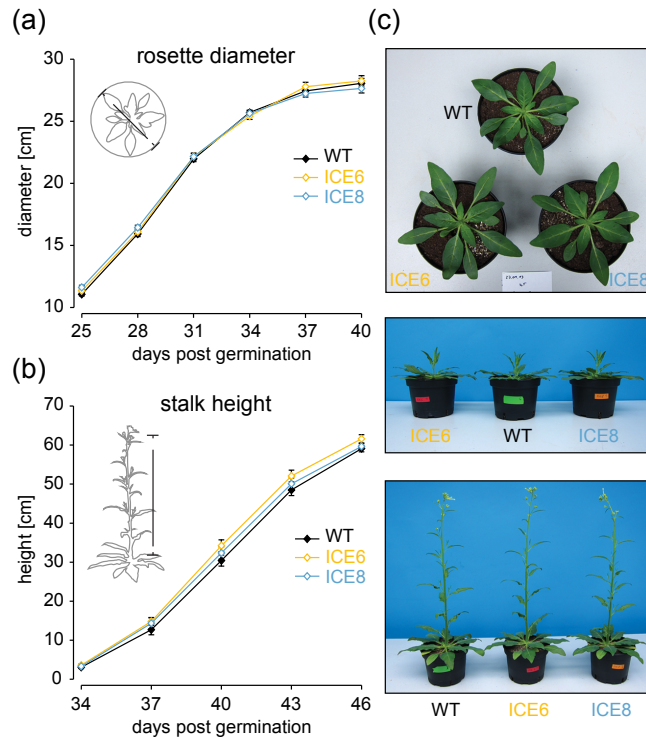 (a)
rosette diameter
30
25
20
15
10
diameter [cm]
WT
ICE6
ICE8
25 28 31 34 37 40
days post germination
(b)
stalk height
70
60
50
40
30
20
10
0
height [cm]
WT
ICE6
ICE8
34 37 40 43 46
days post germination
(c)
WT
ICE6
ICE8
ICE6 WT ICE8
WT ICE6 ICE8